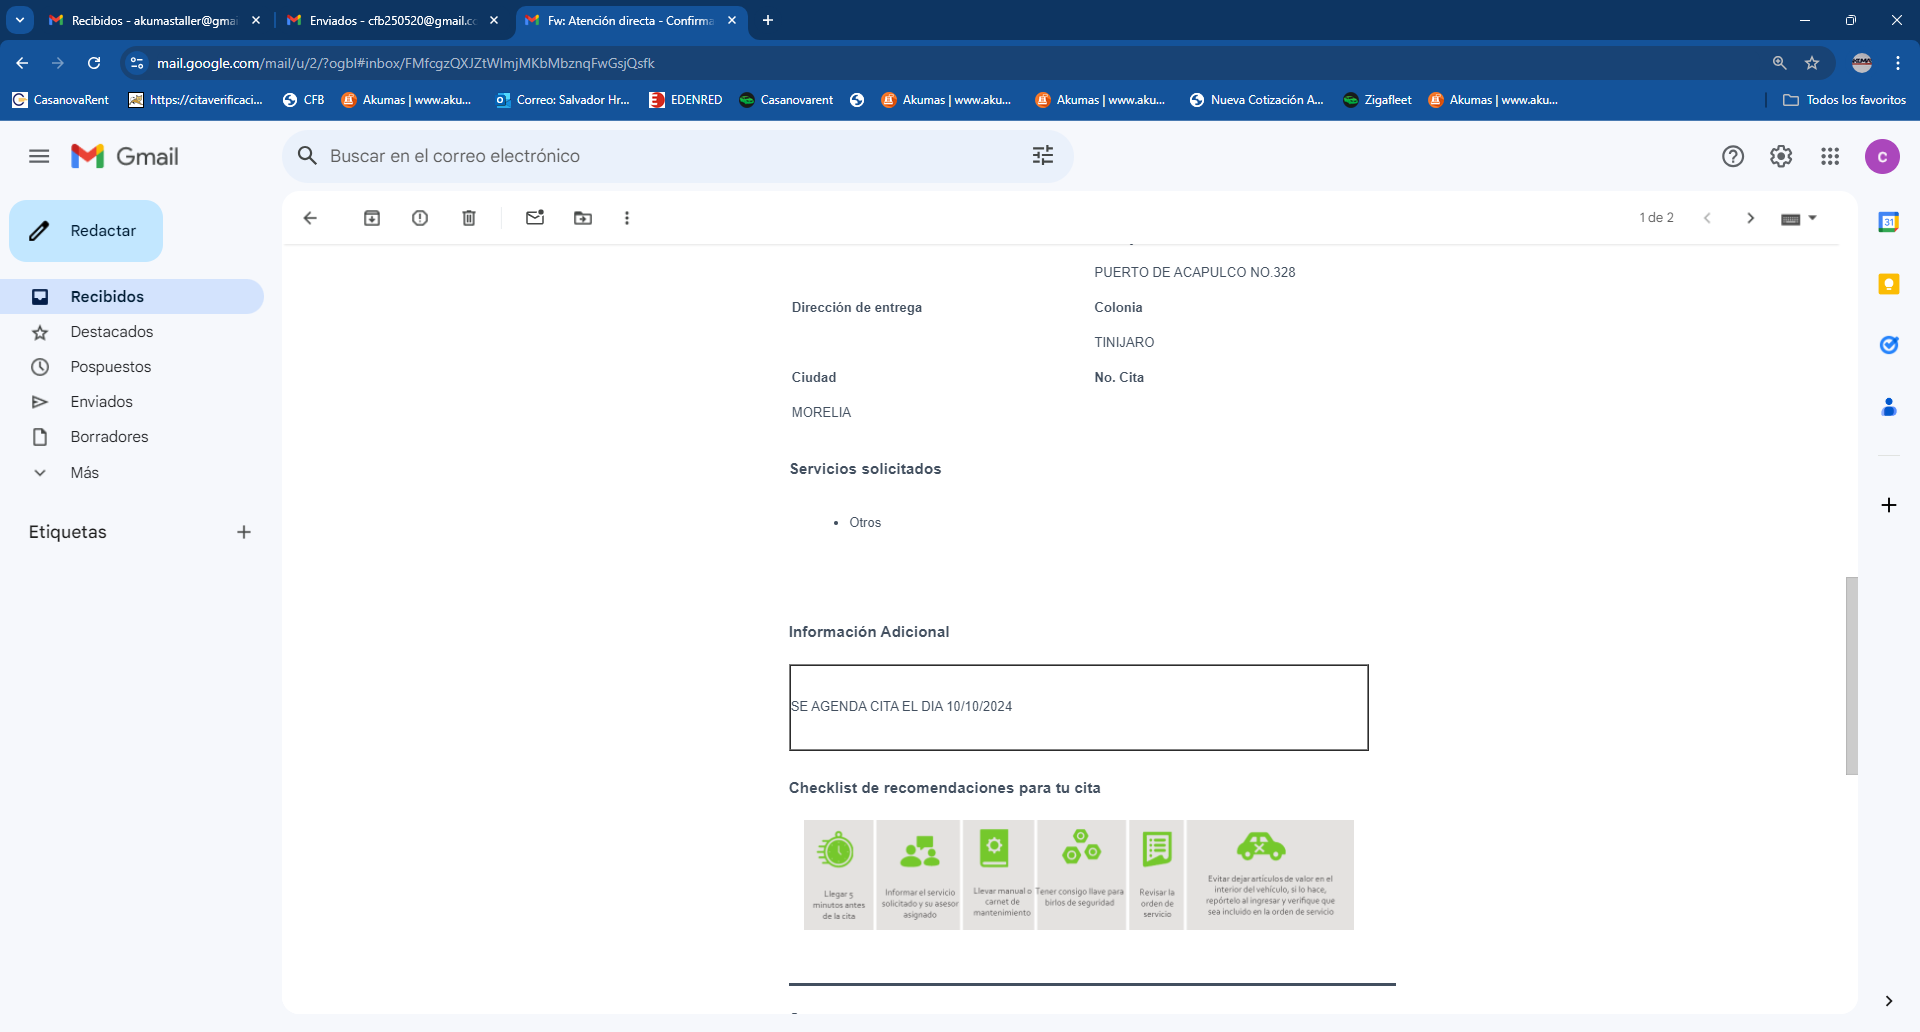 Recibidos - akumastaller@gmai
Enviados - cfb250520@gmail.co
Fw: Atención directa - Confirma
mail.google.com/mail/u/2/?ogbl#inbox/FMfcgzQXJZtWlmjMKbMbznqFwGsjQsfk
CasanovaRent
https://citaverificaci...
CFB
Akumas | www.aku...
Correo: Salvador Hr...
EDENRED
Casanovarent
Akumas | www.aku...
Akumas | www.aku...
Nueva Cotización A...
Zigafleet
Akumas | www.aku...
Todos los favoritos
Gmail
Buscar en el correo electrónico
c
Redactar
1 de 2
Recibidos
Destacados
Pospuestos
Enviados
Borradores
Más
Etiquetas
31
PUERTO DE ACAPULCO NO.328
Dirección de entrega
Colonia
TINIJARO
Ciudad
No. Cita
MORELIA
Servicios solicitados
• Otros
Información Adicional
SE AGENDA CITA EL DIA 10/10/2024
Checklist de recomendaciones para tu cita
Llegar 5
minutos antes
de la cita
Informar el servicio
solicitado y su asesor
asignado
Llevar manual o
carnet de
mantenimiento
Tener consigo llave para
birlos de seguridad
Revisar la
orden de
servicio
Evitar dejar artículos de valor en el
interior del vehículo, si lo hace,
repórtelo al ingresar y verifique que
sea incluido en la orden de servicio